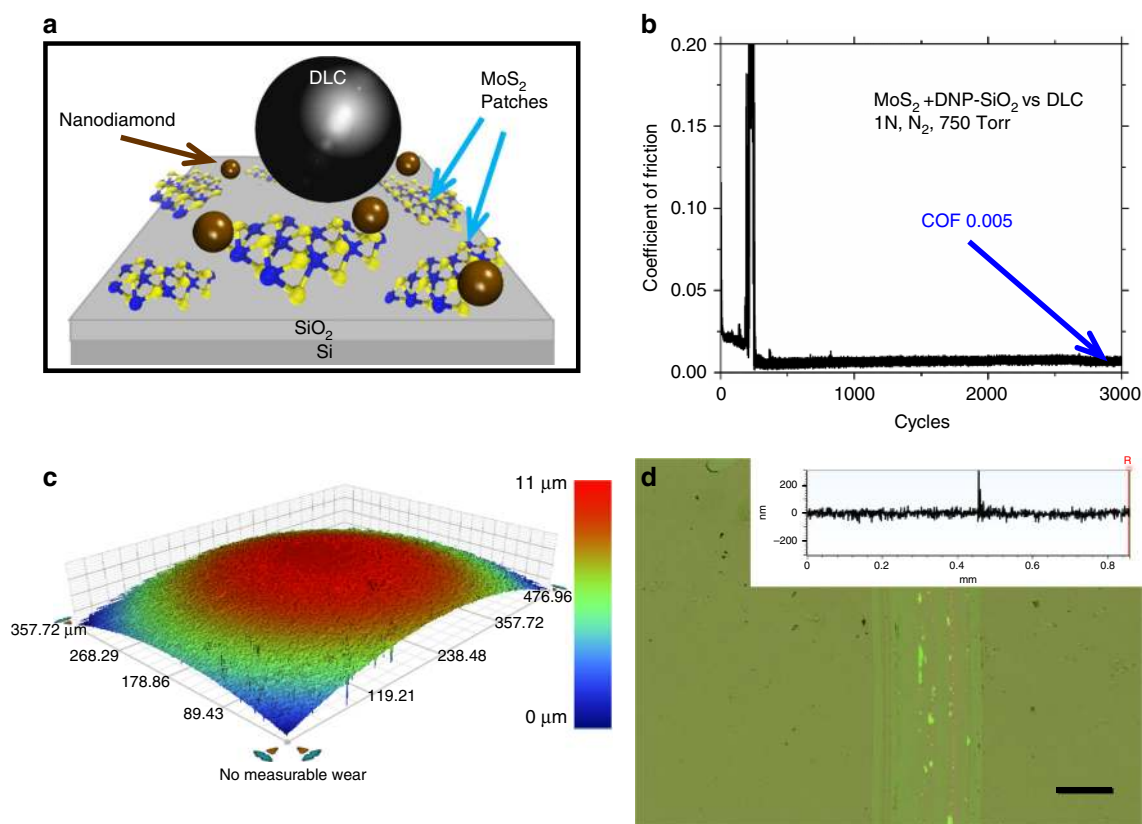 a
DLC
MoS₂
Patches
Nanodiamond
SiO₂
Si
b
0.20
0.15
0.10
0.05
0.00
Coefficient of friction
MoS₂ +DNP-SiO₂ vs DLC
1N, N₂, 750 Torr
COF 0.005
0
1000
2000
3000
Cycles
c
11 μm
0 μm
357.72 μm
268.29
178.86
89.43
476.96
357.72
238.48
119.21
No measurable wear
d
R
200
0
−200
nm
0
0.2
0.4
0.6
0.8
mm